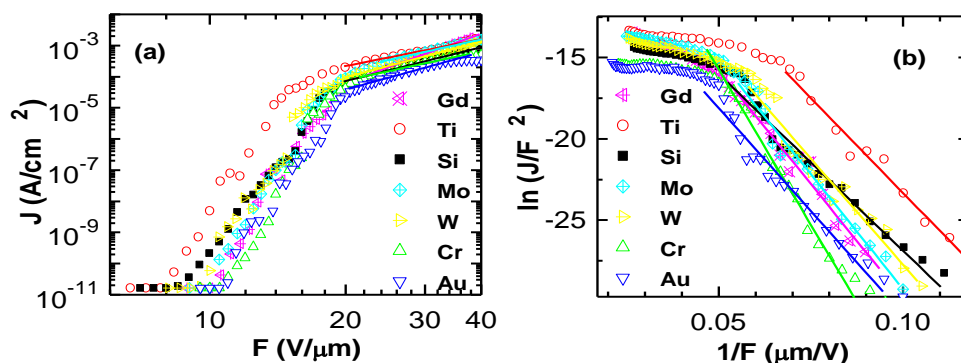 (a)
J (A/cm ²)
10⁻³
10⁻⁵
10⁻⁷
10⁻⁹
10⁻¹¹
Gd
Ti
Si
Mo
W
Cr
Au
10
20
30
40
F (V/μm)
(b)
ln (J/F ²)
-15
-20
-25
Gd
Ti
Si
Mo
W
Cr
Au
0.05
0.10
1/F (μm/V)